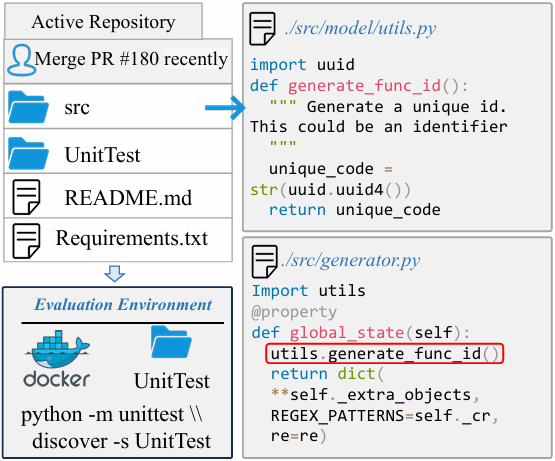 Active Repository
Merge PR #180 recently
src
UnitTest
README.md
Requirements.txt
Evaluation Environment
docker
UnitTest
python -m unittest \\
discover -s UnitTest
./src/model/utils.py
import uuid
def generate_func_id():
""" Generate a unique id.
This could be an identifier
"""
unique_code =
str(uuid.uuid4())
return unique_code
./src/generator.py
Import utils
@property
def global_state(self):
utils.generate_func_id()
return dict(
**self._extra_objects,
REGEX_PATTERNS=self._cr,
re=re)